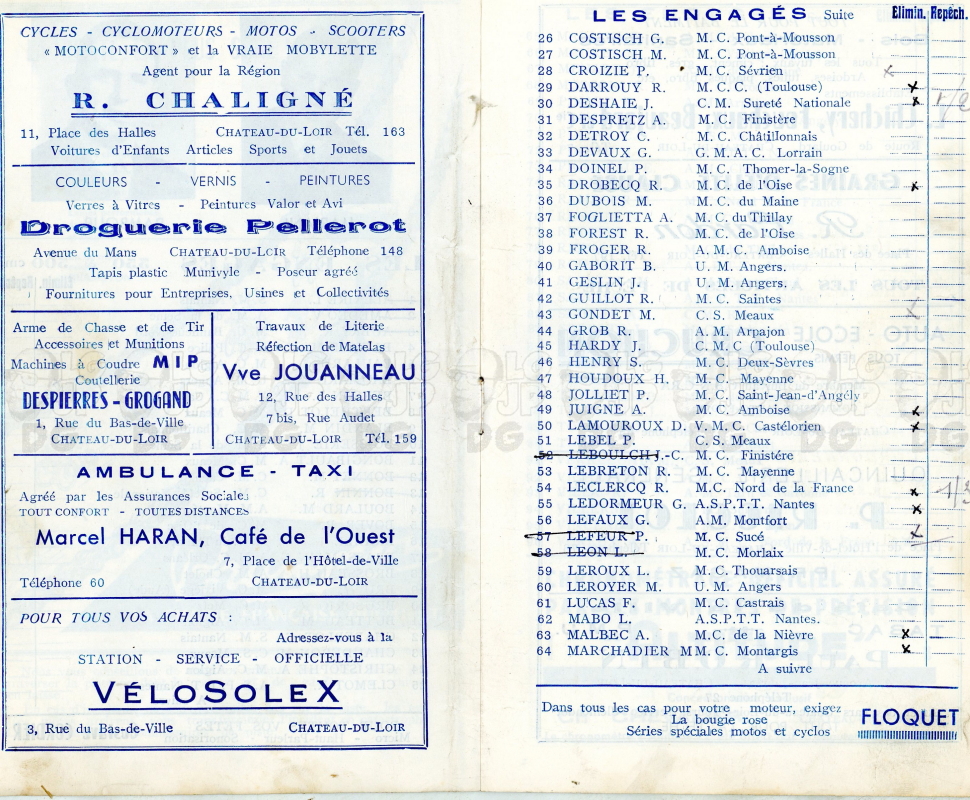 CYCLES - CYCLOMOTEURS - MOTOS - SCOOTERS
« MOTOCONFORT » et la VRAIE MOBYLETTE
Agent pour la Région
R. CHALIGNÉ
11, Place des Halles CHATEAU-DU-LOIR Tél. 163
Voitures d'Enfants Articles Sports et Jouets
COULEURS - VERNIS - PEINTURES
Verres à Vitres - Peintures Valor et Avi
Droguerie Pellerot
Avenue du Mans CHATEAU-DU-LOIR Téléphone 148
Tapis plastic Munivyle - Poseur agréé
Fournitures pour Entreprises, Usines et Collectivités
Arme de Chasse et de Tir
Accessoires et Munitions
Machines à Coudre MIP
Coutellerie
DESPIERRES - GROGAND
1, Rue du Bas-de-Ville
CHATEAU-DU-LOIR
Travaux de Literie
Réfection de Matelas
Vve JOUANNEAU
12, Rue des Halles
7 bis, Rue Audet
CHATEAU-DU-LOIR Tél. 159
AMBULANCE - TAXI
Agréé par les Assurances Sociales
TOUT CONFORT - TOUTES DISTANCES
Marcel HARAN, Café de l'Ouest
7, Place de l'Hôtel-de-Ville
Téléphone 60 CHATEAU-DU-LOIR
POUR TOUS VOS ACHATS :
Adressez-vous à la
STATION - SERVICE - OFFICIELLE
VÉLOSOLEX
3, Rue du Bas-de-Ville CHATEAU-DU-LOIR
LES ENGAGÉS Suite Elimin. Repêch.
26 COSTISCH G. M. C. Pont-à-Mousson
27 COSTISCH M. M. C. Pont-à-Mousson
28 CROIZIE P. M. C. Sévrien
29 DARROUY R. M. C. C. (Toulouse)
30 DESHAIE J. C. M. Sureté Nationale
31 DESPRETZ A. M. C. Finistère
32 DETROY C. M. C. Châtillonnais
33 DEVAUX G. G. M. A. C. Lorrain
34 DOINEL P. M. C. Thomer-la-Sogne
35 DROBECQ R. M. C. de l'Oise
36 DUBOIS M. M. C. du Maine
37 FOGLIETTA A. M. C. du Thillay
38 FOREST R. M. C. de l'Oise
39 FROGER R. A. M. C. Amboise
40 GABORIT B. U. M. Angers.
41 GESLIN J. U. M. Angers.
42 GUILLOT R. M. C. Saintes
43 GONDET M. C. S. Meaux
44 GROB R. A. M. Arpajon
45 HARDY J. C. M. C (Toulouse)
46 HENRY S. M. C. Deux-Sèvres
47 HOUDOUX H. M. C. Mayenne
48 JOLLIET P. M. C. Saint-Jean-d'Angély
49 JUIGNE A. M. C. Amboise
50 LAMOUROUX D. V. M. C. Castélorien
51 LEBEL P. C. S. Meaux
52 LEBOULCH J.-C. M. C. Finistére
53 LEBRETON R. M. C. Mayenne
54 LECLERCQ R. M.C. Nord de la France
55 LEDORMEUR G. A.S.P.T.T. Nantes
56 LEFAUX G. A.M. Montfort
57 LEFEUR P. M. C. Sucé
58 LEON L. M. C. Morlaix
59 LEROUX L. M. C. Thouarsais
60 LEROYER M. U. M. Angers
61 LUCAS F. M. C. Castrais
62 MABO L. A.S.P.T.T. Nantes.
63 MALBEC A. M.C. de la Nièvre
64 MARCHADIER M M. C. Montargis
A suivre
Dans tous les cas pour votre moteur, exigez
La bougie rose
Séries spéciales motos et cyclos
FLOQUET